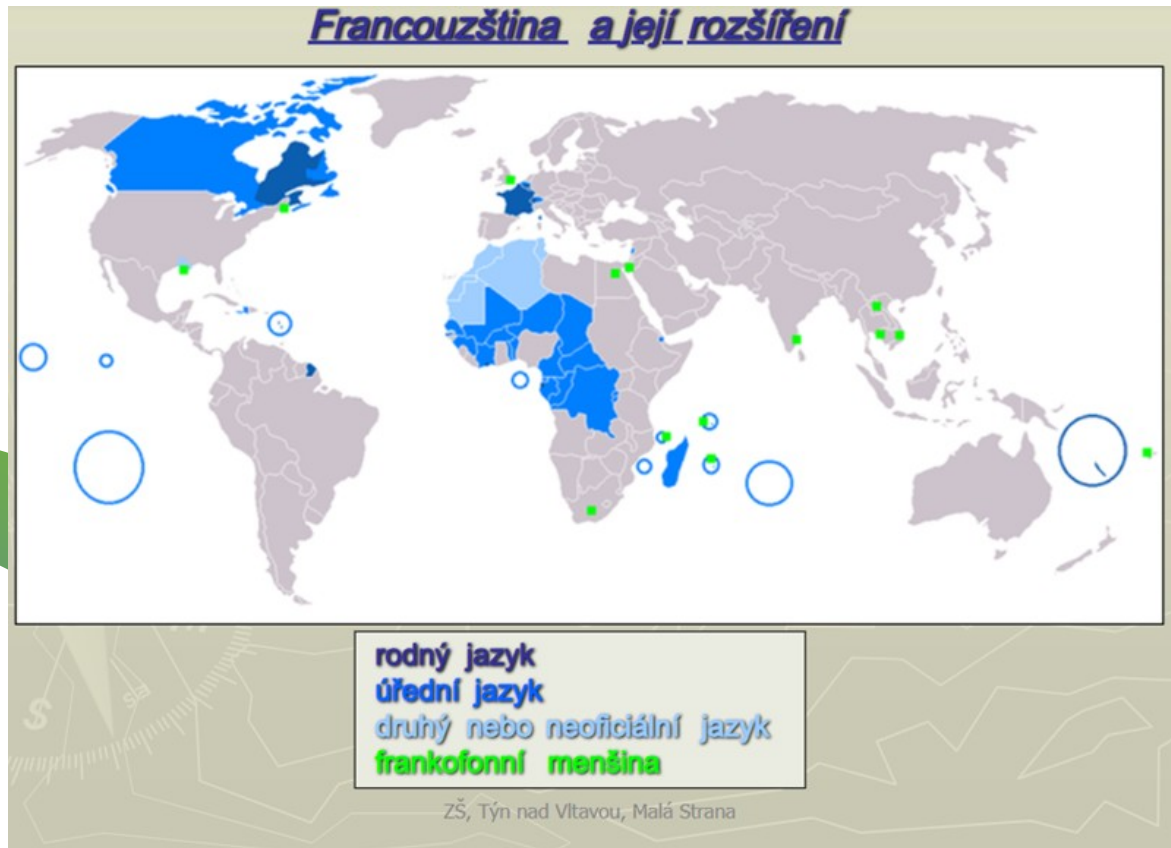 Francouzština a její rozšíření
rodný jazyk
úřední jazyk
druhý nebo neoficiální jazyk
frankofonní menšina
ZŠ, Týn nad Vltavou, Malá Strana